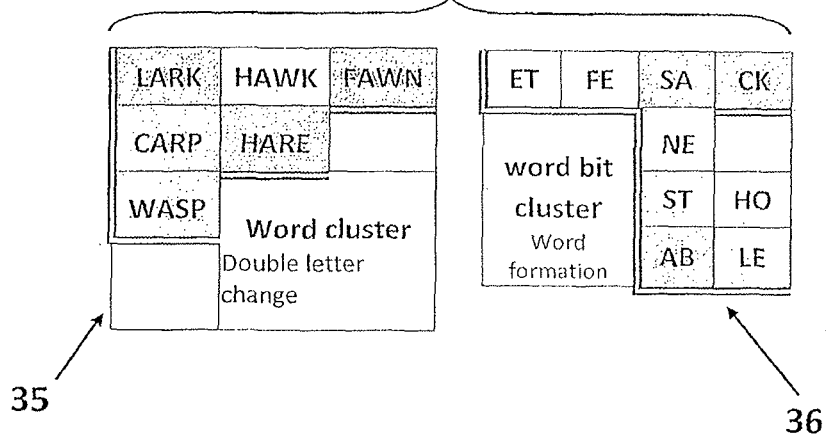 LARK HAWK FAWN
CARP HARE
WASP
Word cluster
Double letter
change
35
ET FE SA CK
NE
ST HO
AB LE
word bit
cluster
Word
formation
36